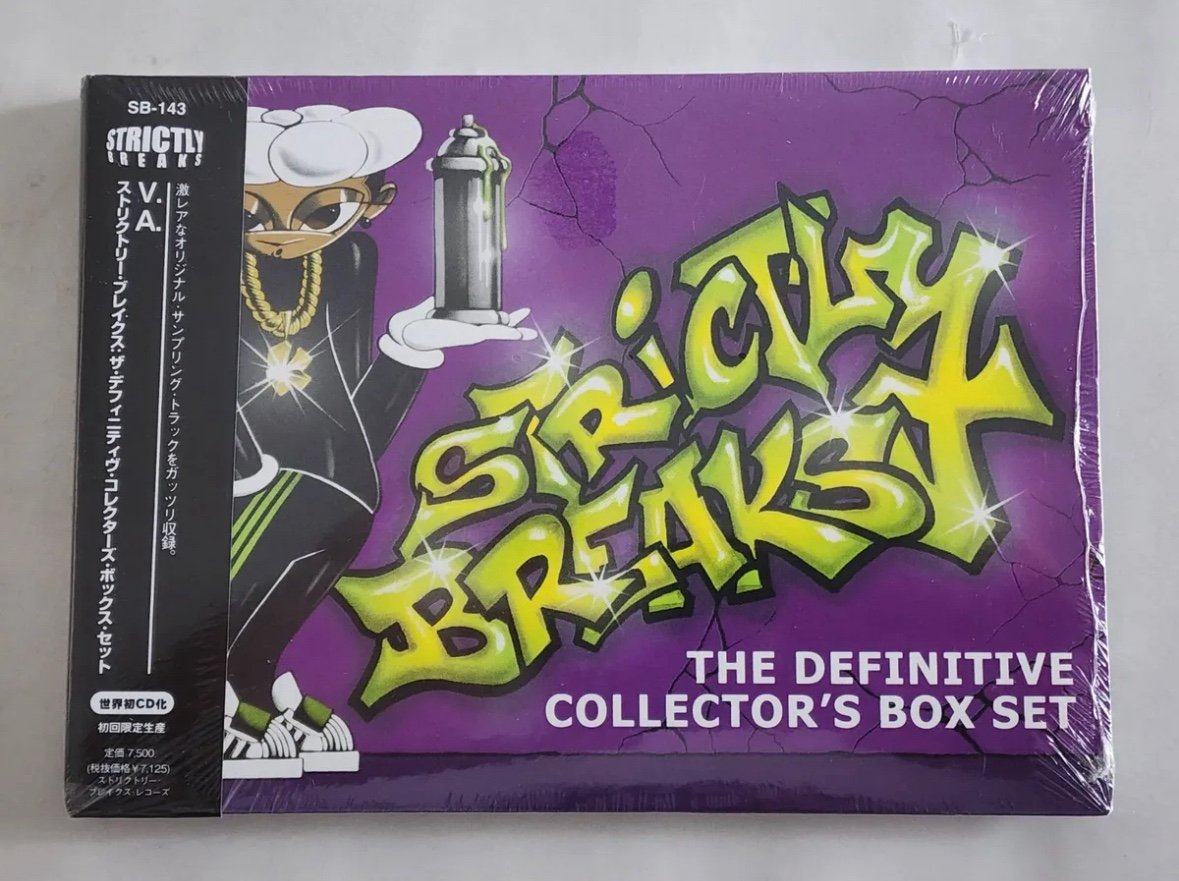 SB-143
STRICTLY
BREAKS
激レアなオリジナル・サンプリング・トラックをガッツリ収録。
V.A.
ストリクトリー・ブレイクス:ザ・デフィニティヴ・コレクターズ・ボックス・セット
世界初CD化
初回限定生産
定価 7,500
(税抜価格¥7,125)
ストリクトリー・
ブレイクス・レコーズ
STRICTLY
BREAKS
THE DEFINITIVE
COLLECTOR'S BOX SET